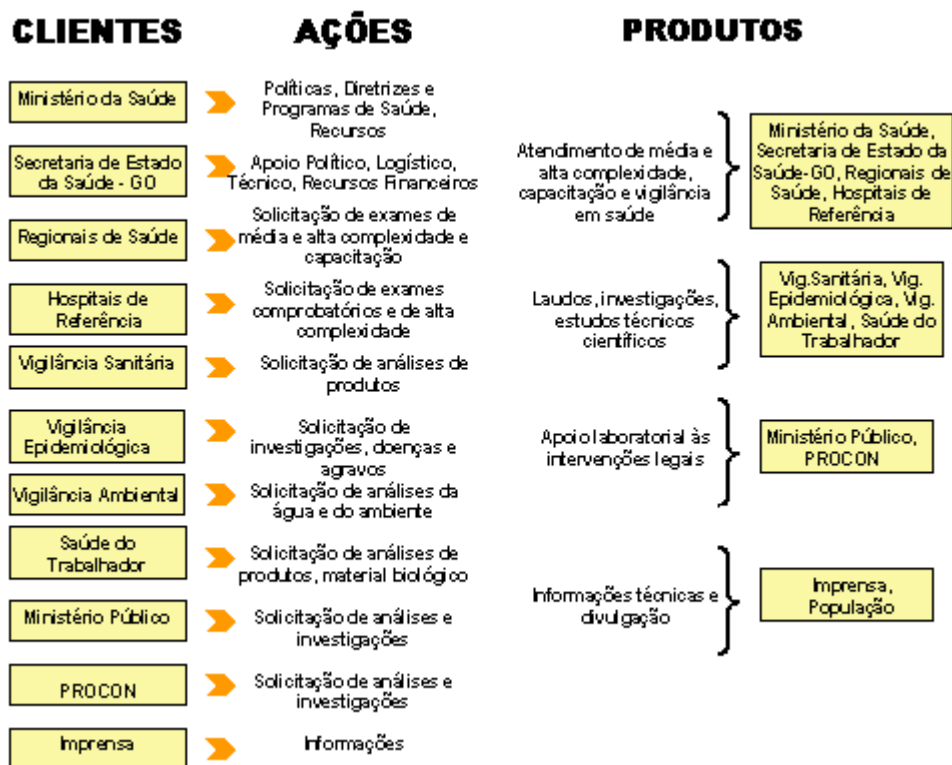 CLIENTES
AÇÕES
PRODUTOS
Ministério da Saúde
Políticas, Diretrizes e
Programas de Saúde,
Recursos
Secretaria de Estado
da Saúde - GO
Apoio Político, Logístico,
Técnico, Recursos Financeiros
Regionais de Saúde
Solicitação de exames de
média e alta complexidade e
capacitação
Hospitais de
Referência
Solicitação de exames
comprobatórios e de alta
complexidade
Vigilância Sanitária
Solicitação de análises de
produtos
Vigilância
Epidemiológica
Solicitação de
investigações, doenças e
agravos
Vigilância Ambiental
Solicitação de análises da
água e do ambiente
Saúde do
Trabalhador
Solicitação de análises de
produtos, material biológico
Ministério Público
Solicitação de análises e
investigações
PROCON
Solicitação de análises e
investigações
Imprensa
Informações
Atendimento de média e
alta complexidade,
capacitação e vigilância
em saúde
Ministério da Saúde,
Secretaria de Estado da
Saúde-GO, Regionais de
Saúde, Hospitais de
Referência
Laudos, investigações,
estudos técnicos
científicos
Vig.Sanitária, Vig.
Epidemiológica, Vig.
Ambiental, Saúde do
Trabalhador
Apoio laboratorial às
intervenções legais
Ministério Público,
PROCON
Informações técnicas e
divulgação
Imprensa,
População